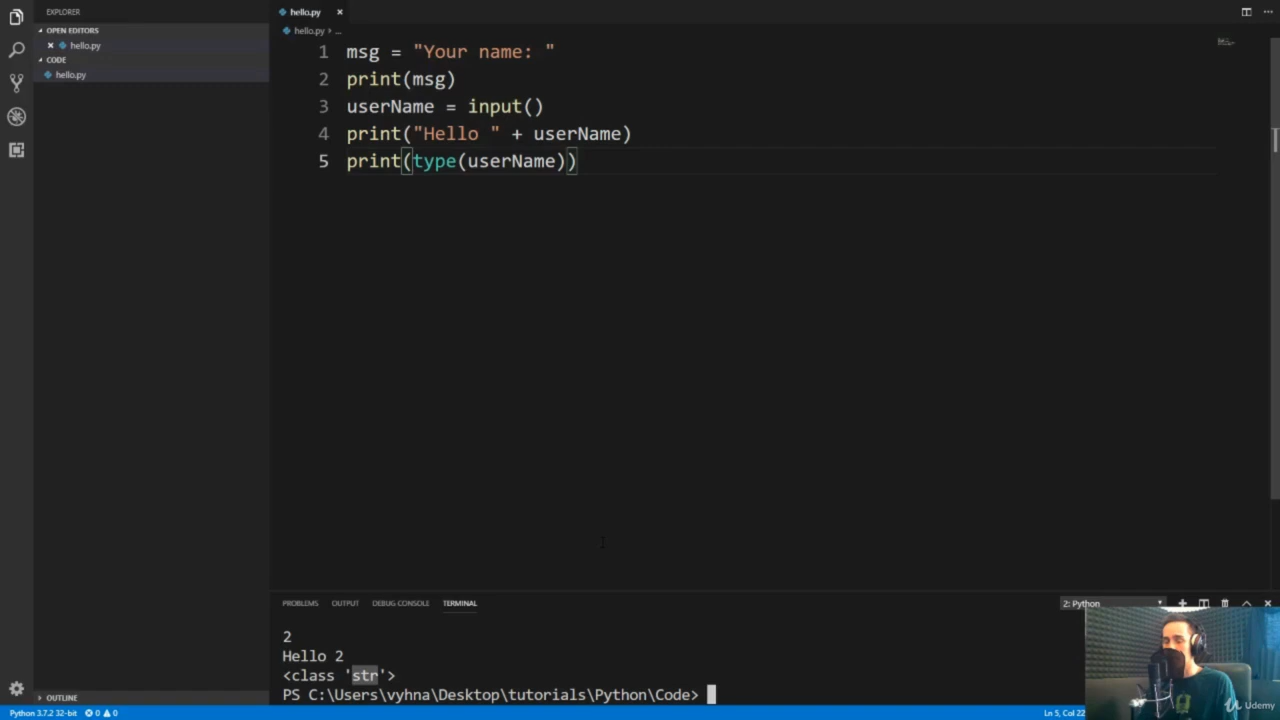 EXPLORER
OPEN EDITORS
hello.py
CODE
hello.py
OUTLINE
hello.py
hello.py › ...
1 msg = "Your name: "
2 print(msg)
3 userName = input()
4 print("Hello " + userName)
5 print(type(userName))
PROBLEMS OUTPUT DEBUG CONSOLE TERMINAL
2: Python
2
Hello 2
<class 'str'>
PS C:\Users\vyhna\Desktop\tutorials\Python\Code>
Python 3.7.2 32-bit 0 0
Ln 5, Col 22
Udemy